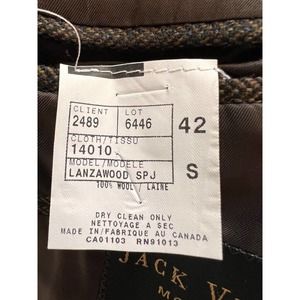 CLIENT LOT
2489 6446 42
CLOTH/TISSU
14010
MODEL/MODELE
LANZAWOOD SPJ S
100% WOOL / LAINE
DRY CLEAN ONLY
NETTOYAGE A SEC
MADE IN/FABRIQUE AU CANADA
CA01103 RN91013
JACK V